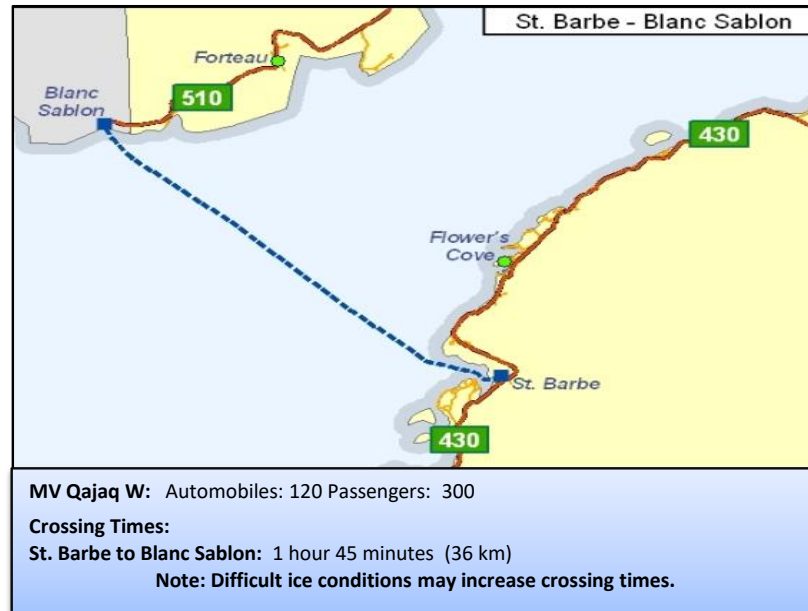 St. Barbe - Blanc Sablon
Forteau
Blanc
Sablon
510
430
Flower's
Cove
St. Barbe
430
MV Qajaq W: Automobiles: 120 Passengers: 300
Crossing Times:
St. Barbe to Blanc Sablon: 1 hour 45 minutes (36 km)
Note: Difficult ice conditions may increase crossing times.